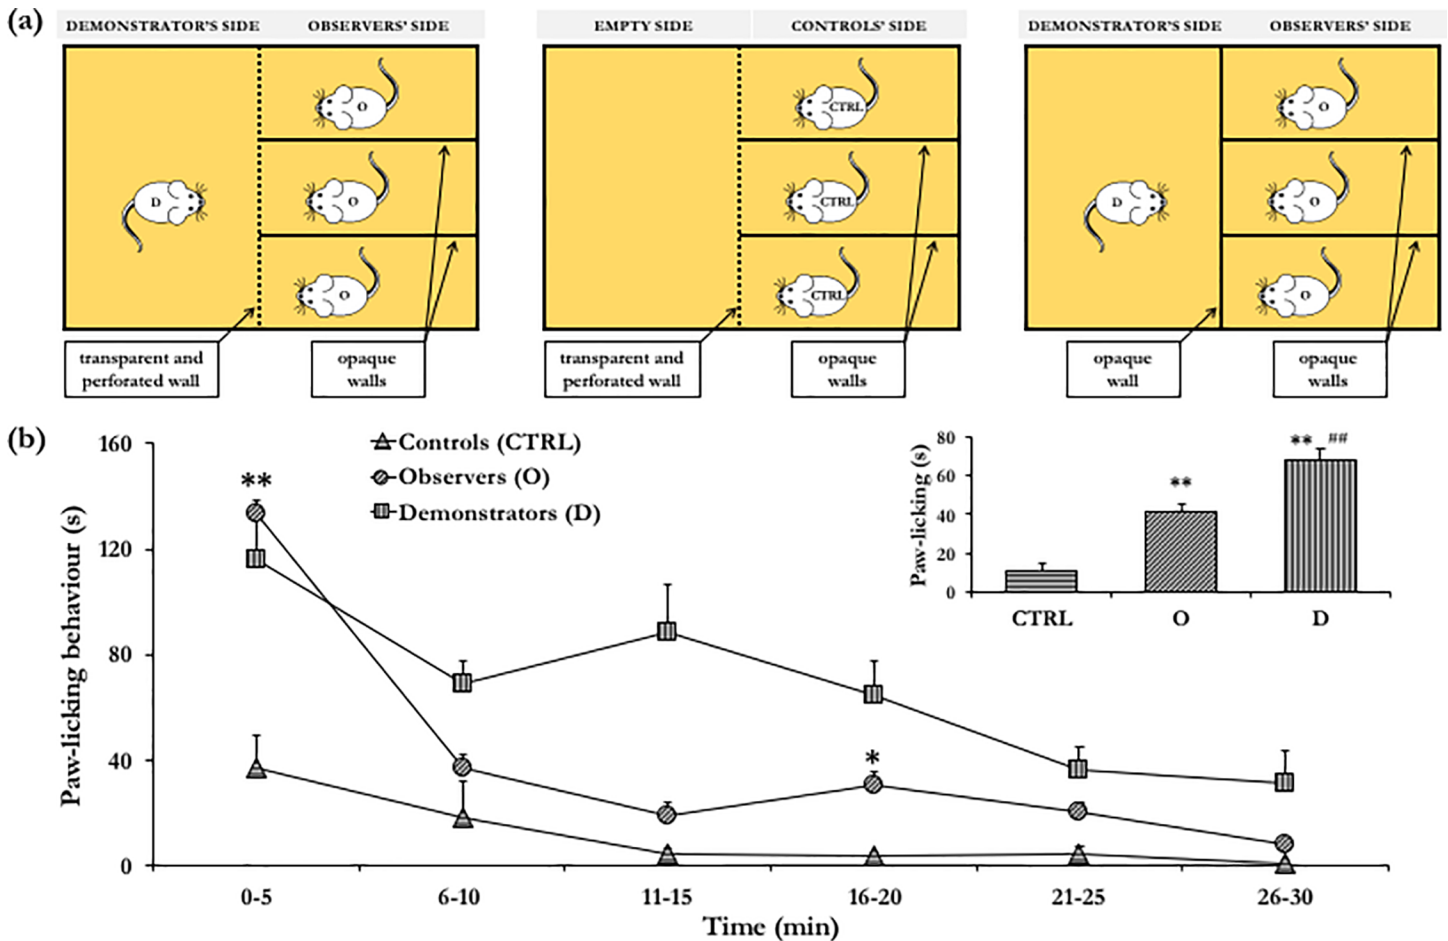 (a)
DEMONSTRATOR'S SIDE OBSERVERS' SIDE
O
D
O
O
transparent and
perforated wall
opaque
walls
EMPTY SIDE CONTROLS' SIDE
CTRL
CTRL
CTRL
transparent and
perforated wall
opaque
walls
DEMONSTRATOR'S SIDE OBSERVERS' SIDE
O
D
O
O
opaque
wall
opaque
walls
(b)
Paw-licking behaviour (s)
160
120
80
40
0
**
*
Controls (CTRL)
Observers (O)
Demonstrators (D)
0-5 6-10 11-15 16-20 21-25 26-30
Time (min)
Paw-licking (s)
80
60
40
20
0
**
** ##
CTRL O D